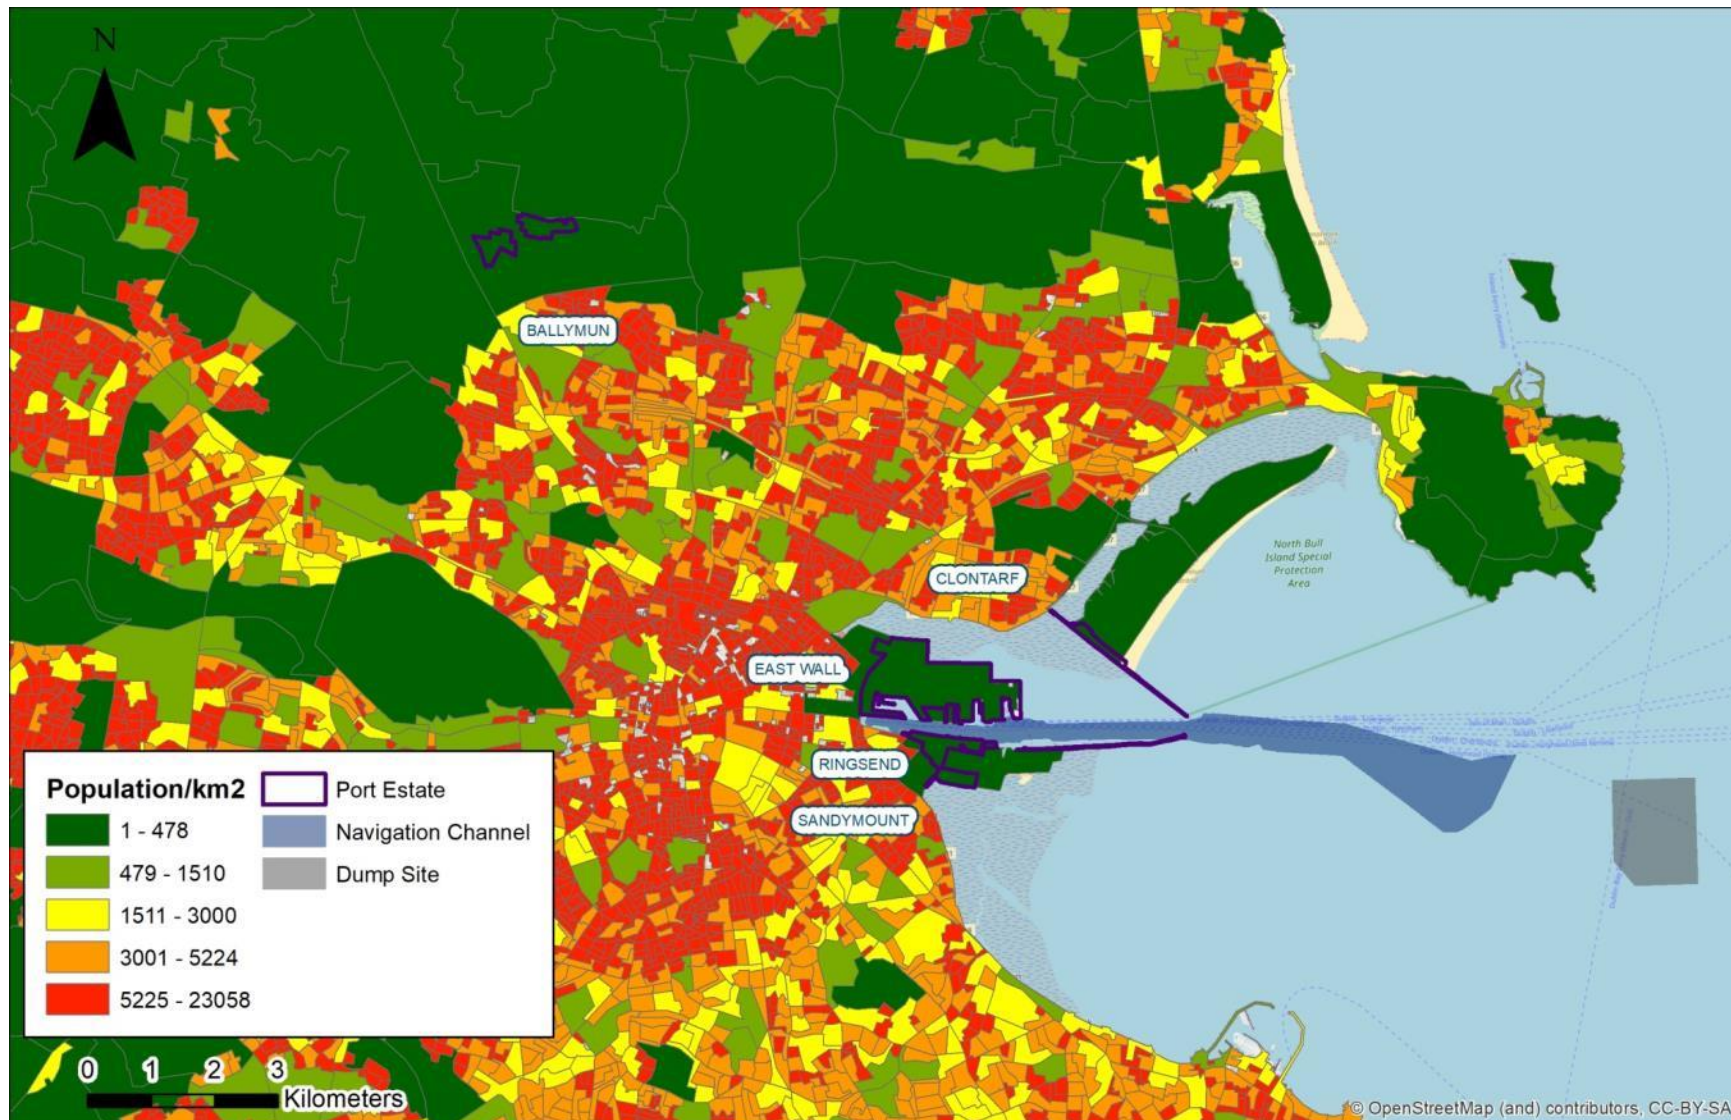 N
BALLYMUN
CLONTARF
North Bull
Island Special
Protection
Area
EAST WALL
RINGSEND
SANDYMOUNT
Population/km2
1 - 478
479 - 1510
1511 - 3000
3001 - 5224
5225 - 23058
Port Estate
Navigation Channel
Dump Site
0 1 2 3
Kilometers
© OpenStreetMap (and) contributors, CC-BY-SA